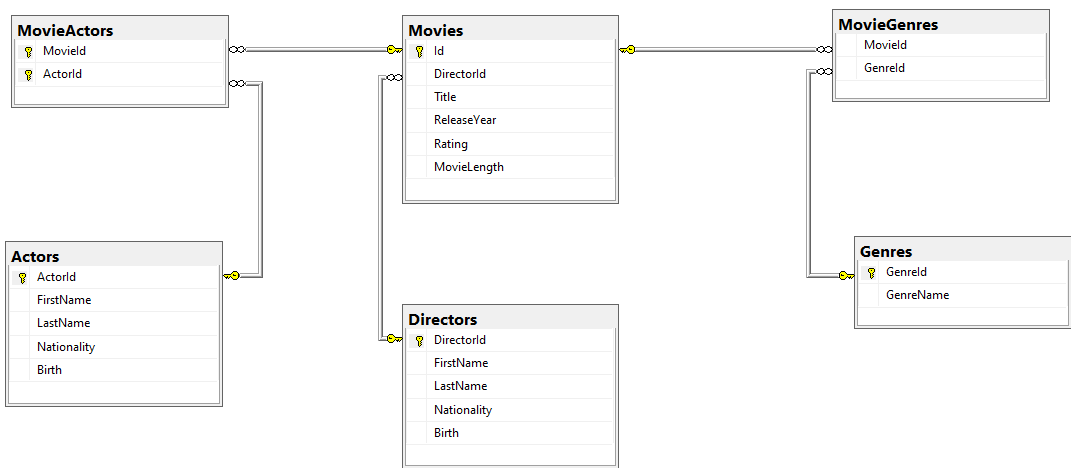 MovieActors
MovieId
ActorId
Movies
Id
DirectorId
Title
ReleaseYear
Rating
MovieLength
MovieGenres
MovieId
GenreId
Actors
ActorId
FirstName
LastName
Nationality
Birth
Directors
DirectorId
FirstName
LastName
Nationality
Birth
Genres
GenreId
GenreName